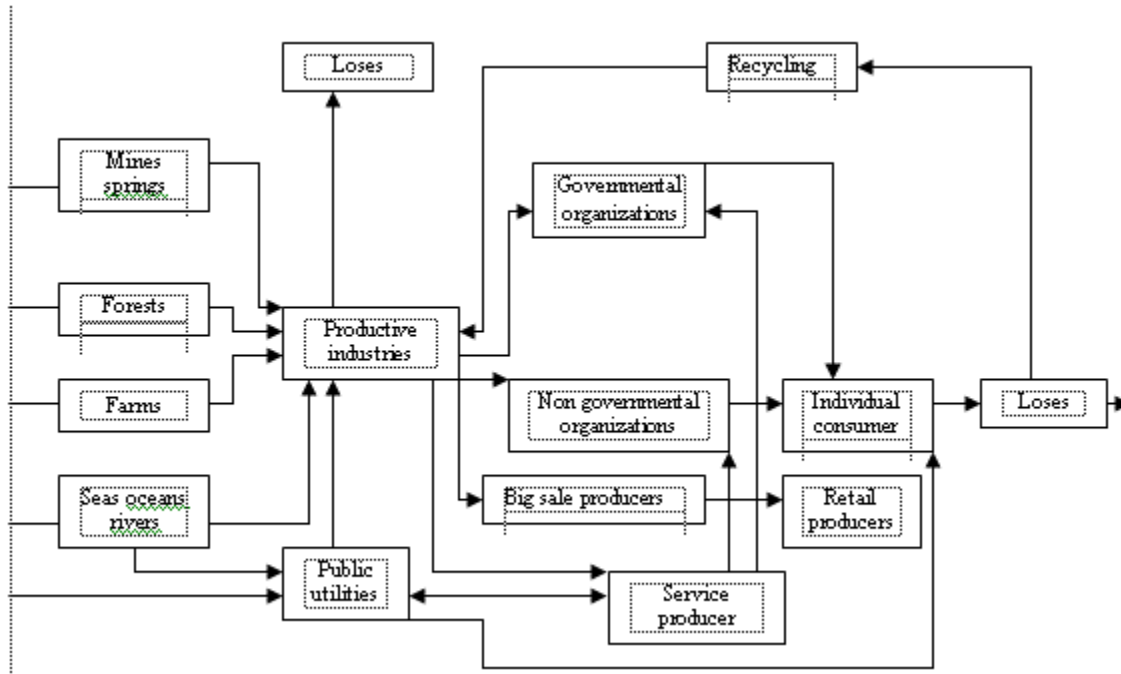 Loses
Recycling
Mines
springs
Governmental
organizations
Forests
Productive
industries
Farms
Non governmental
organizations
Individual
consumer
Loses
Seas oceans
rivers
Big sale producers
Retail
producers
Public
utilities
Service
producer